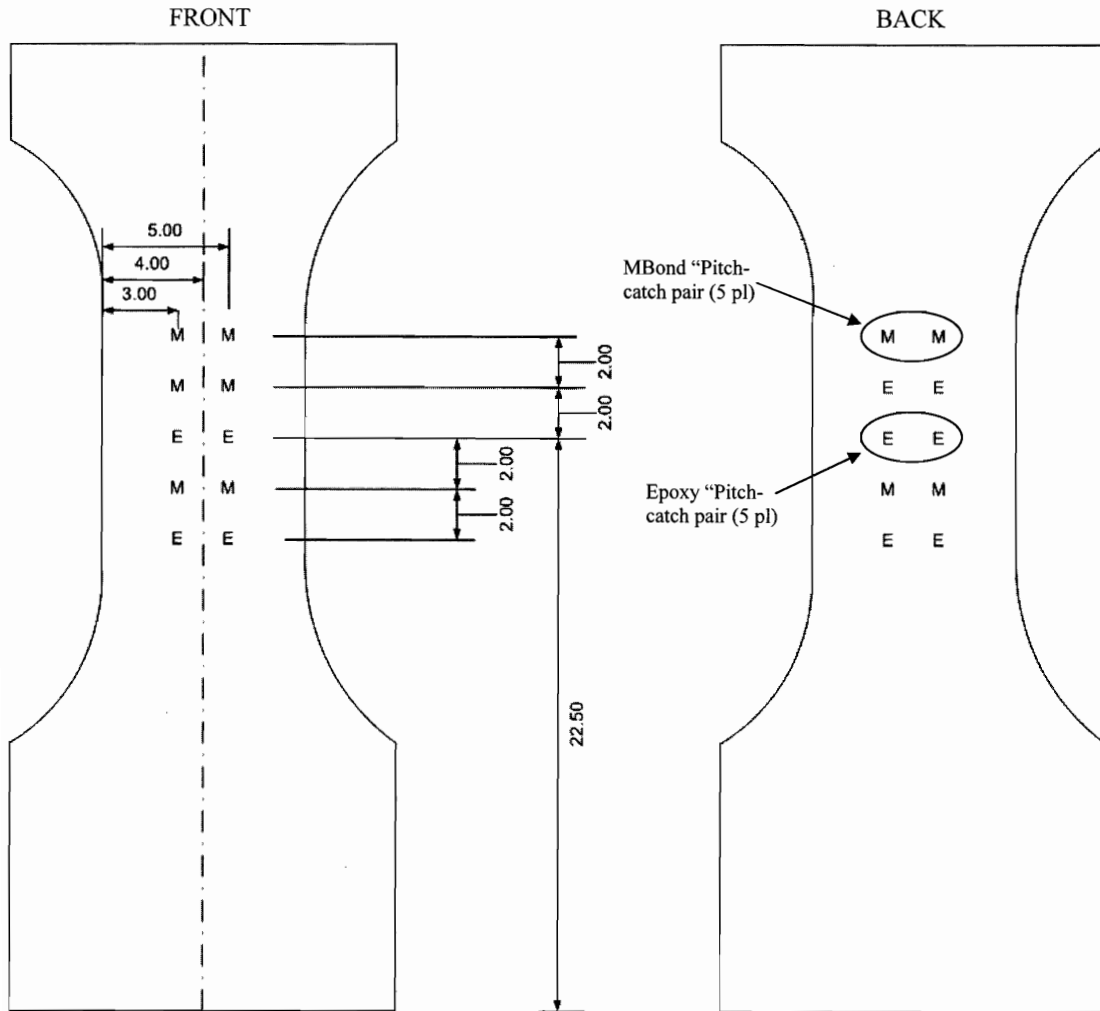 FRONT
BACK
5.00
4.00
3.00
M M
M M
E E
M M
E E
2.00
2.00
2.00
2.00
22.50
MBond “Pitch-
catch pair (5 pl)
M M
E E
E E
M M
E E
Epoxy “Pitch-
catch pair (5 pl)